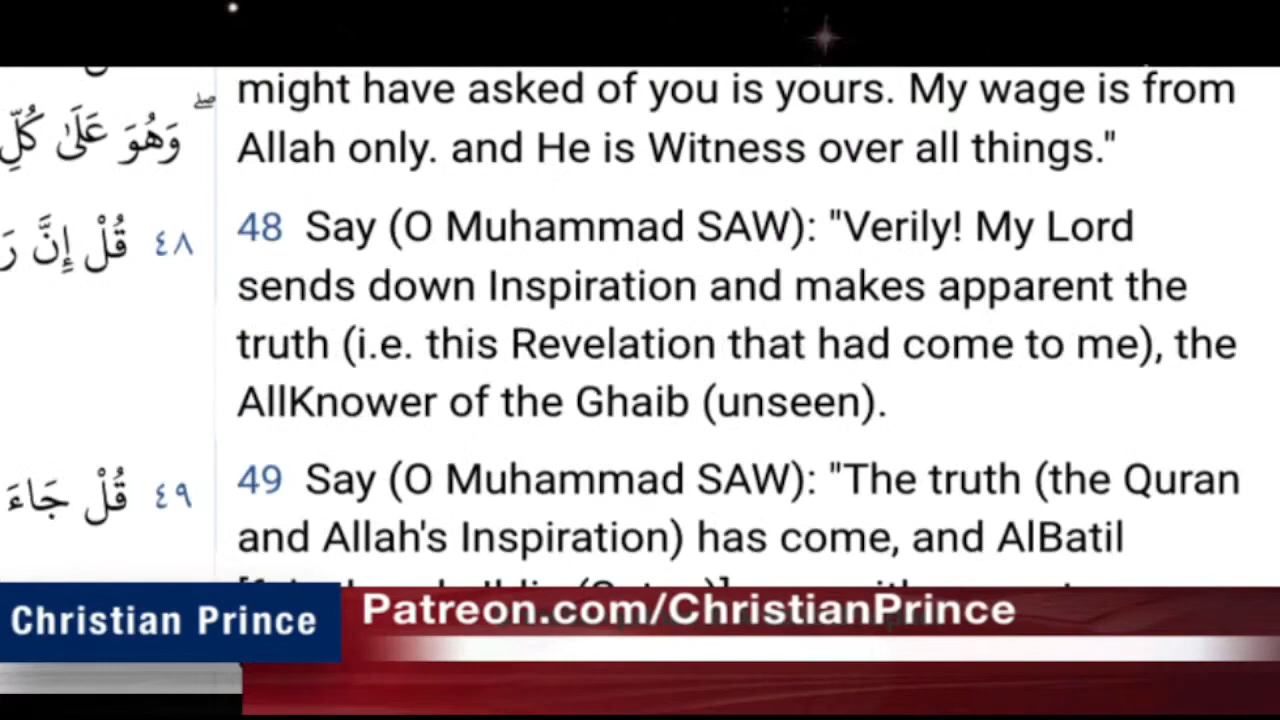 might have asked of you is yours. My wage is from
وَهُوَ عَلَىٰ كُلِّ
Allah only. and He is Witness over all things."
٤٨ قُلْ إِنَّ رَ
48 Say (O Muhammad SAW): "Verily! My Lord
sends down Inspiration and makes apparent the
truth (i.e. this Revelation that had come to me), the
AllKnower of the Ghaib (unseen).
٤٩ قُلْ جَاءَ
49 Say (O Muhammad SAW): "The truth (the Quran
and Allah's Inspiration) has come, and AlBatil
Christian Prince
Patreon.com/ChristianPrince